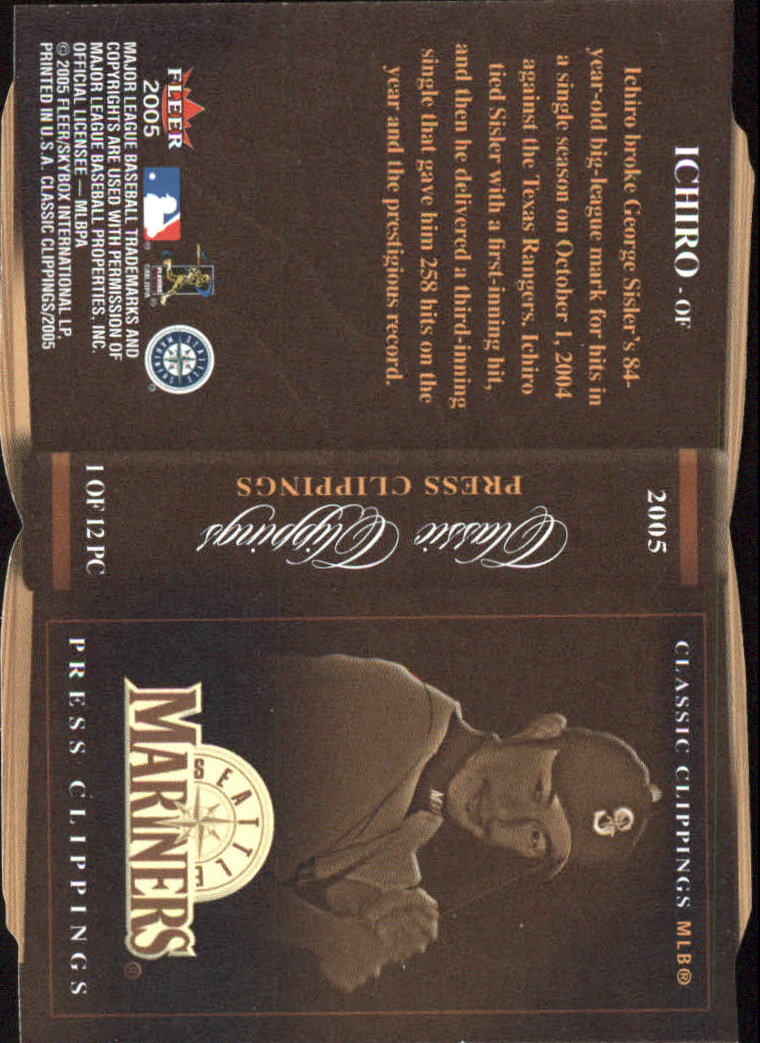 ICHIRO - OF
Ichiro broke George Sisler's 84-
year-old big-league mark for hits in
a single season on October 1, 2004
against the Texas Rangers. Ichiro
tied Sisler with a first-inning hit,
and then he delivered a third-inning
single that gave him 258 hits on the
year and the prestigious record.
FLEER
2005
SEATTLE
MARINERS
MAJOR LEAGUE BASEBALL TRADEMARKS AND
COPYRIGHTS ARE USED WITH PERMISSION OF
MAJOR LEAGUE BASEBALL PROPERTIES, INC.
OFFICIAL LICENSEE — MLBPA
© 2005 FLEER/SKYBOX INTERNATIONAL LP.
PRINTED IN U.S.A. CLASSIC CLIPPINGS/2005
2005
Classic Clippings
PRESS CLIPPINGS
1 OF 12 PC
CLASSIC CLIPPINGS MLB®
S
SEATTLE
MARINERS®
PRESS CLIPPINGS